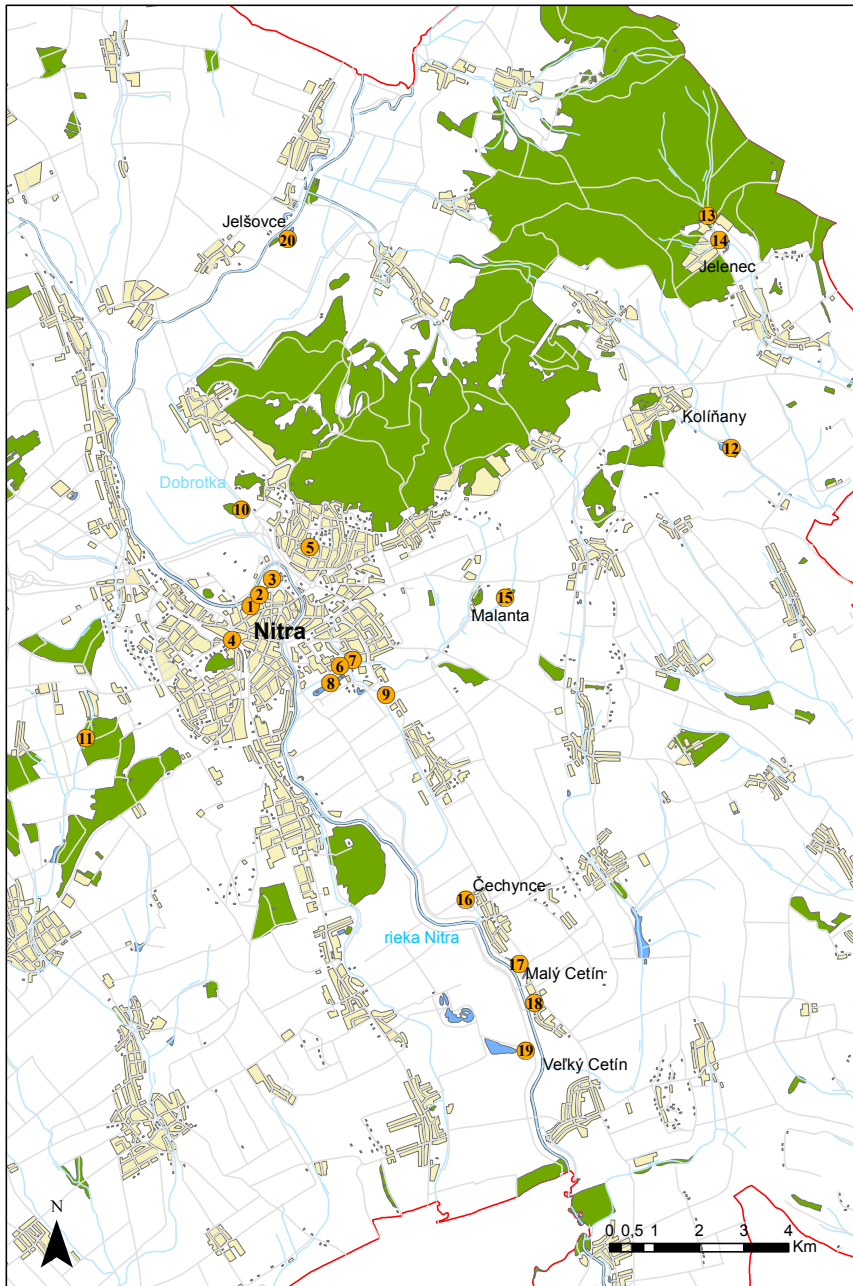 13
Jelšovce
20
14
Jelenec
Kolíňany
12
Dobrotka
10
5
3
2
1
15
Malanta
4
Nitra
7
6
8
9
11
Čechynce
16
rieka Nitra
17
Malý Cetín
18
19
Veľký Cetín
N
0 0,5 1 2 3 4
Km